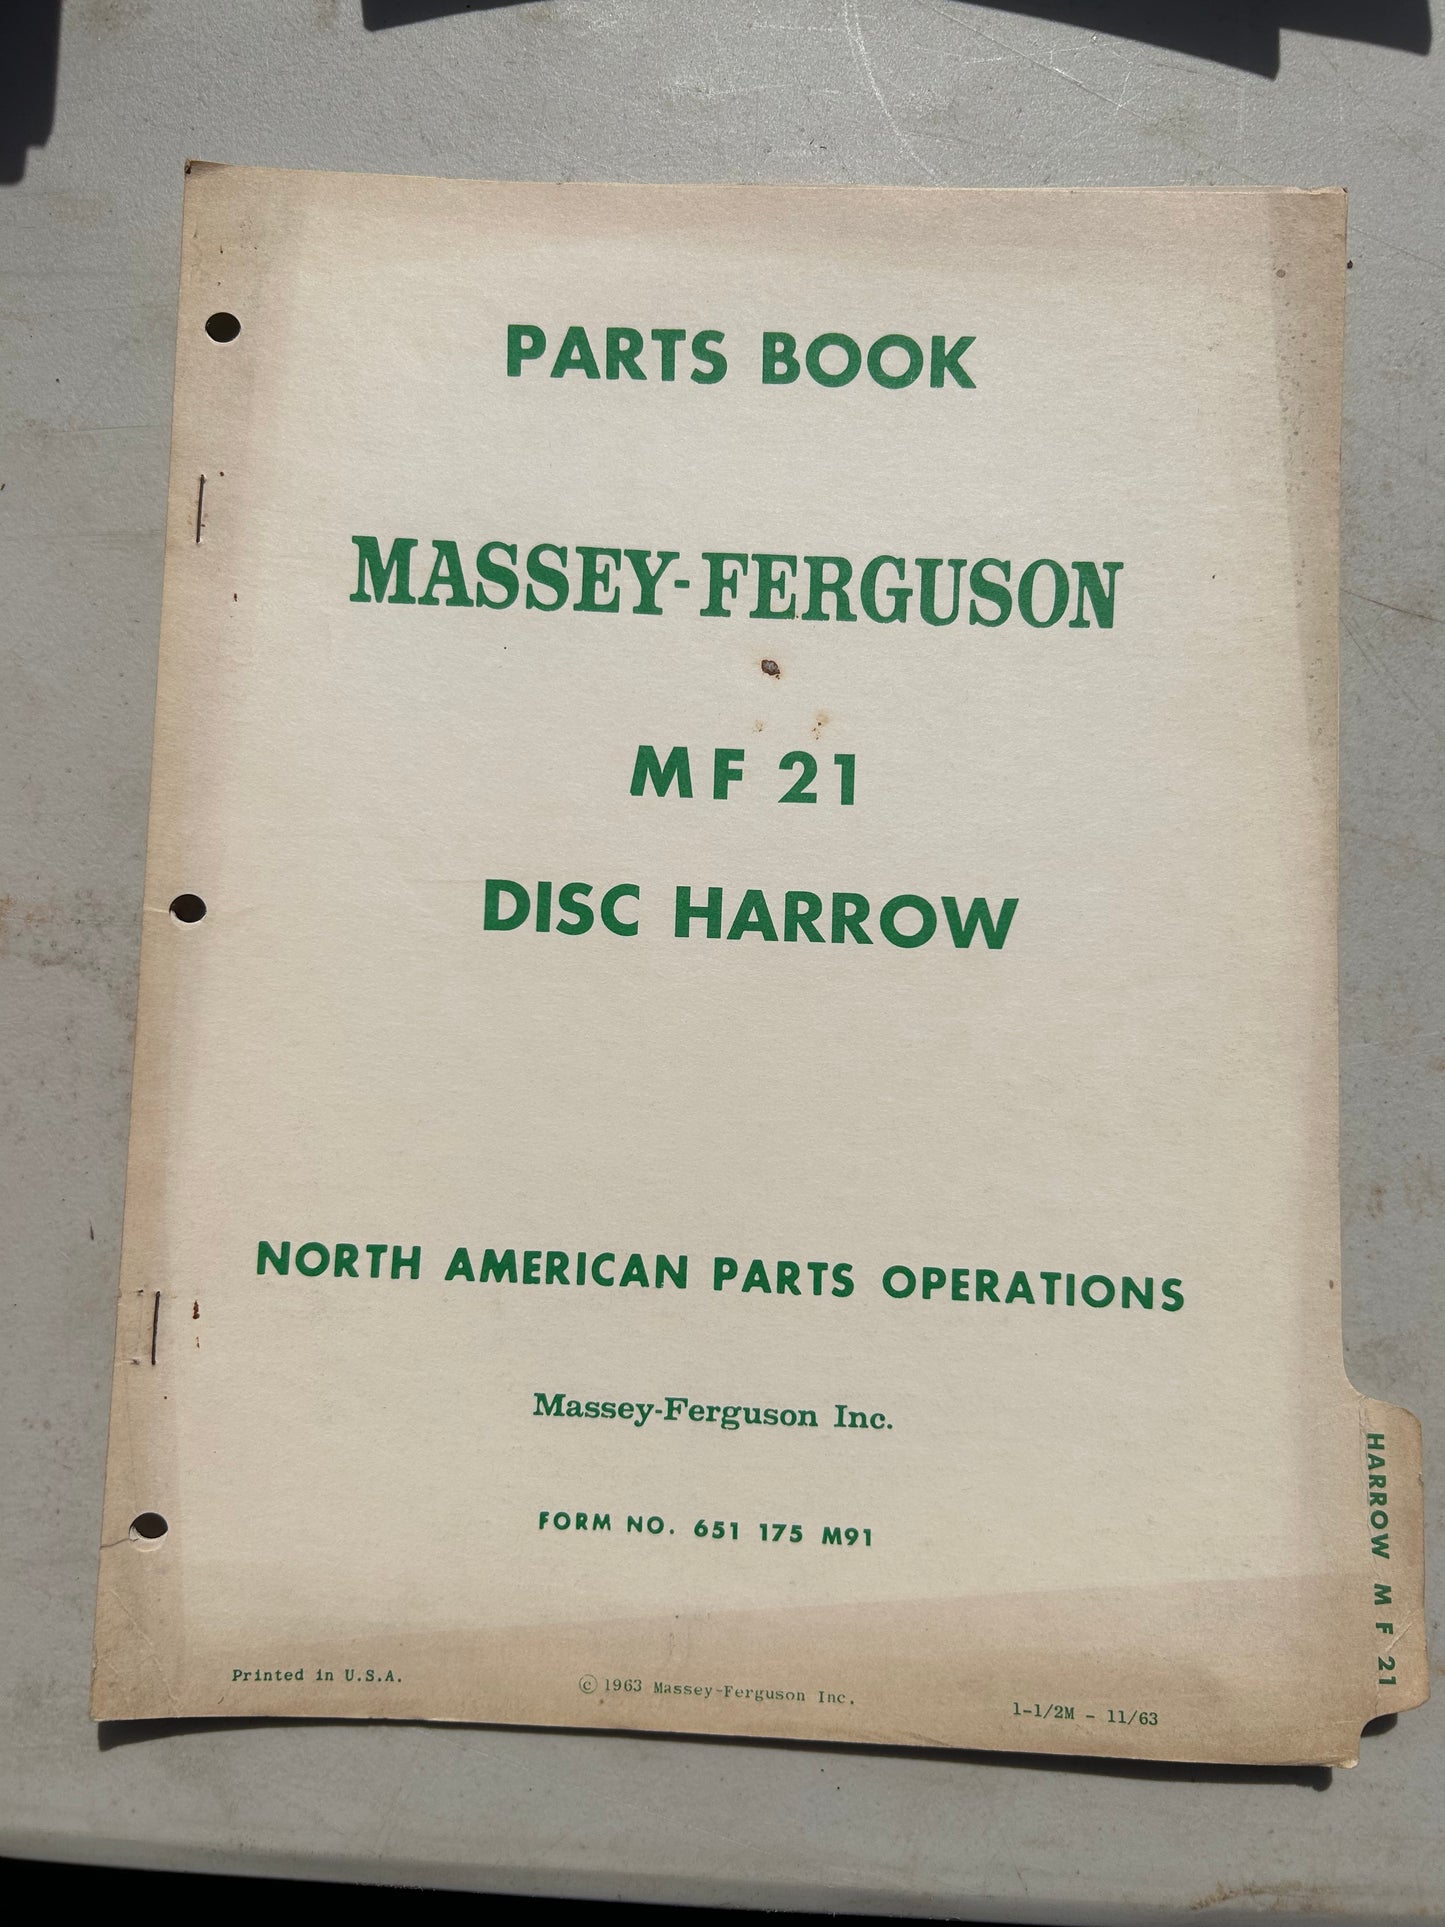 PARTS BOOK
MASSEY-FERGUSON
MF 21
DISC HARROW
NORTH AMERICAN PARTS OPERATIONS
Massey-Ferguson Inc.
FORM NO. 651 175 M91
HARROW MF 21
Printed in U.S.A.
© 1963 Massey-Ferguson Inc.
1-1/2M - 11/63